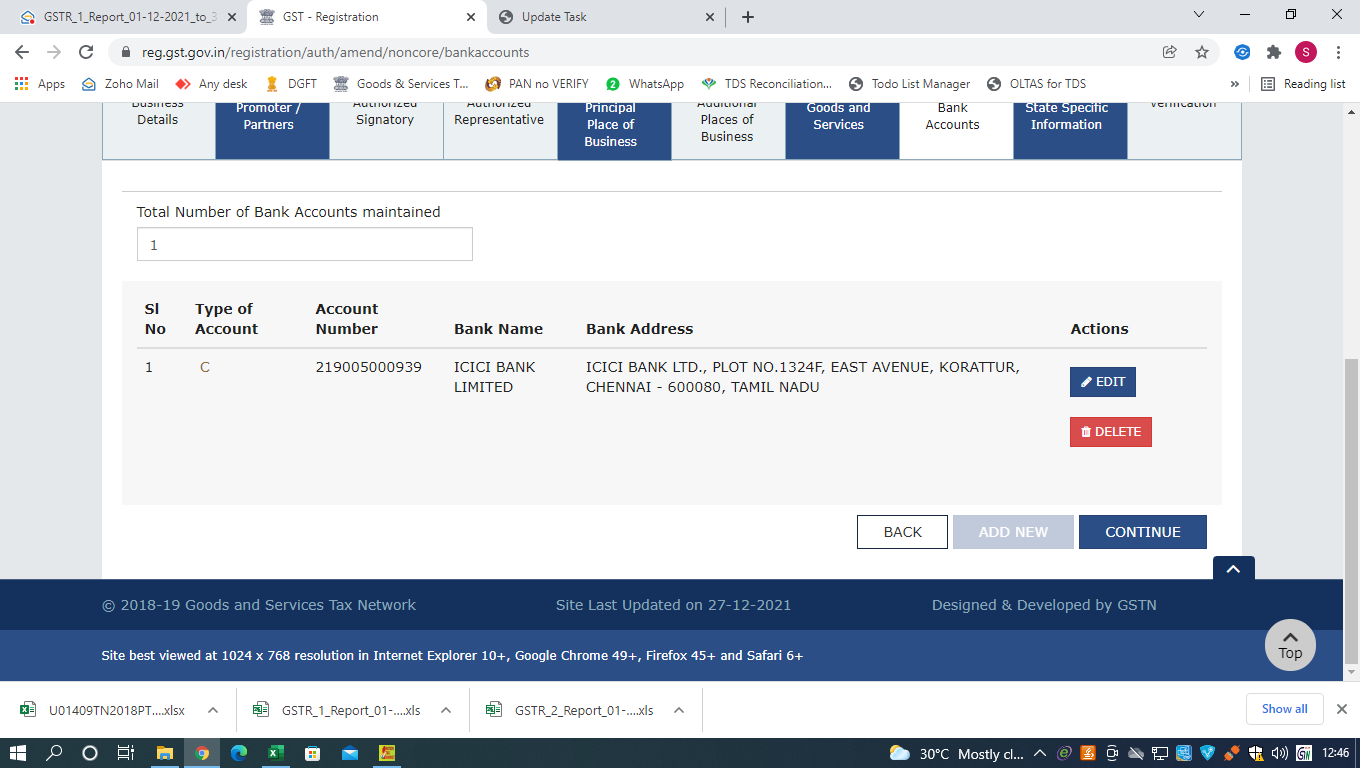 GSTR_1_Report_01-12-2021_to_3
GST - Registration
Update Task
reg.gst.gov.in/registration/auth/amend/noncore/bankaccounts
S
Apps
Zoho Mail
Any desk
DGFT
Goods & Services T...
PAN no VERIFY
2
WhatsApp
TDS Reconciliation...
Todo List Manager
OLTAS for TDS
»
Reading list
Business
Details
Promoter /
Partners
Authorized
Signatory
Authorized
Representative
Principal
Place of
Business
Additional
Places of
Business
Goods and
Services
Bank
Accounts
State Specific
Information
Verification
Total Number of Bank Accounts maintained
1
Sl
No
Type of
Account
Account
Number
Bank Name
Bank Address
Actions
1
C
219005000939
ICICI BANK
LIMITED
ICICI BANK LTD., PLOT NO.1324F, EAST AVENUE, KORATTUR,
CHENNAI - 600080, TAMIL NADU
EDIT
DELETE
BACK
ADD NEW
CONTINUE
© 2018-19 Goods and Services Tax Network
Site Last Updated on 27-12-2021
Designed & Developed by GSTN
Site best viewed at 1024 x 768 resolution in Internet Explorer 10+, Google Chrome 49+, Firefox 45+ and Safari 6+
Top
U01409TN2018PT....xlsx
GSTR_1_Report_01-....xls
GSTR_2_Report_01-....xls
Show all
30°C Mostly cl...
12:46